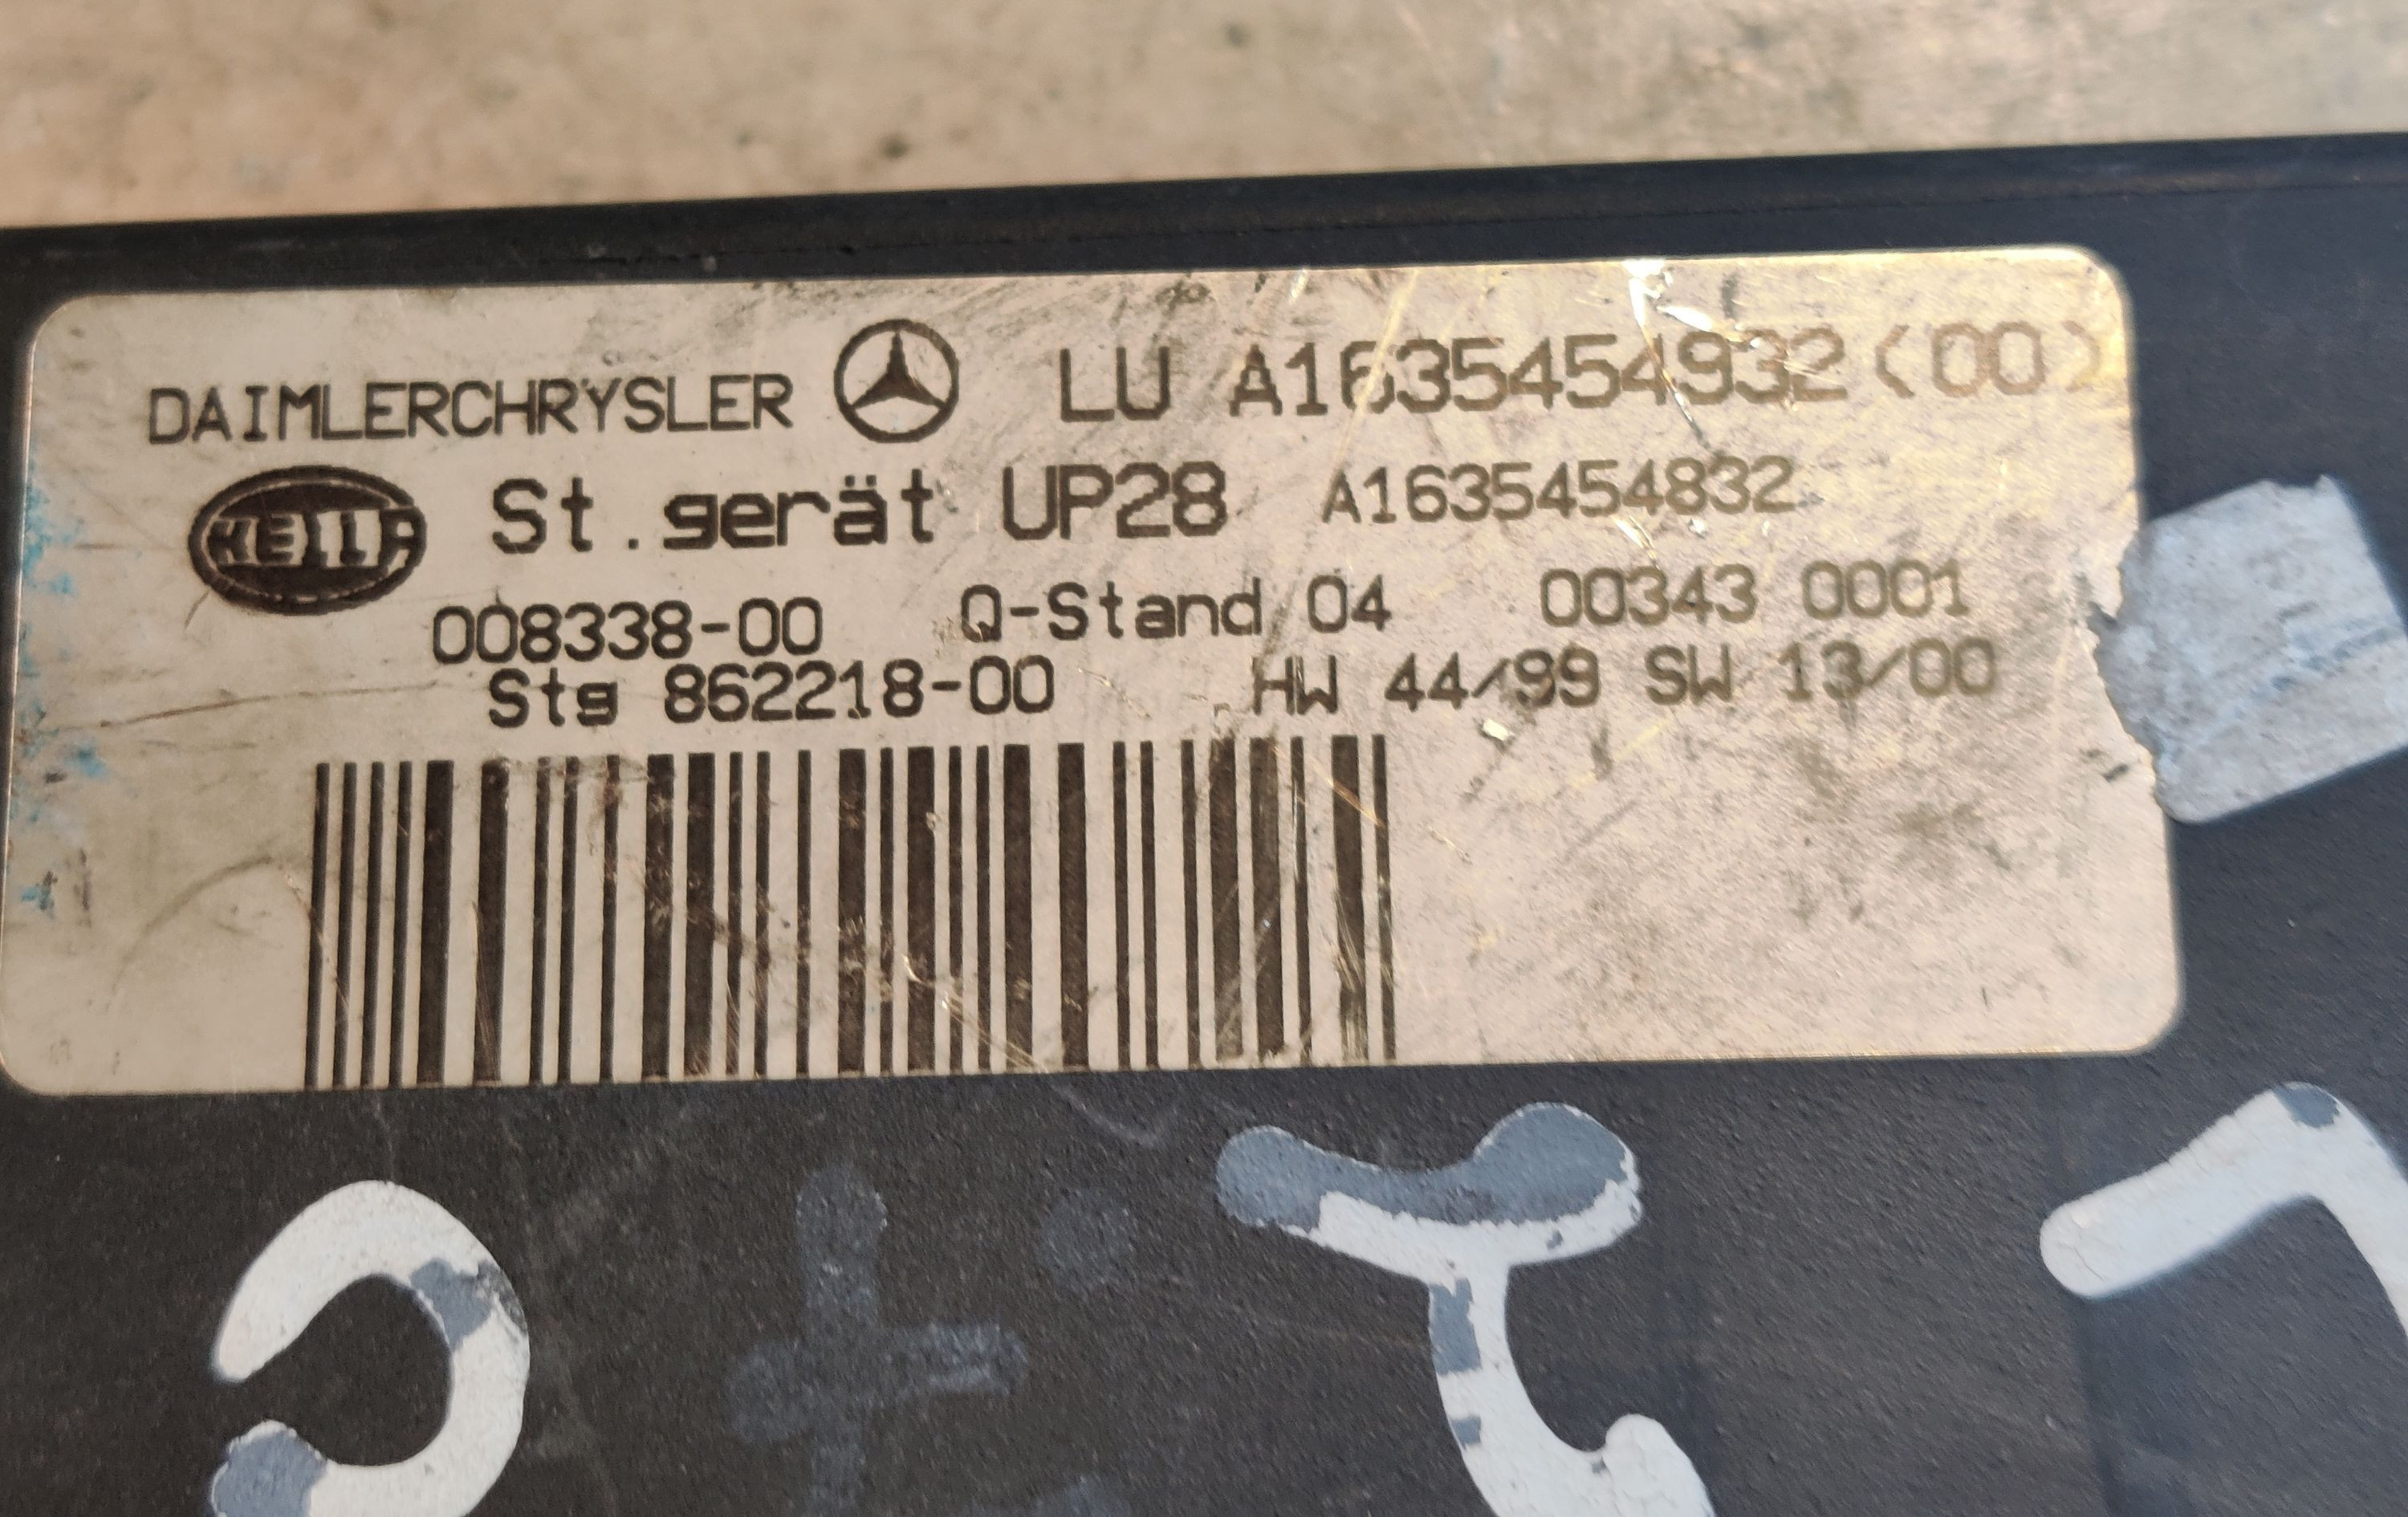 DAIMLERCHRYSLER LU A1635454932(00)
HELLA St.gerät UP28 A1635454832
008338-00 Q-Stand 04 00343 0001
Stg 862218-00 HW 44/99 SW 13/00